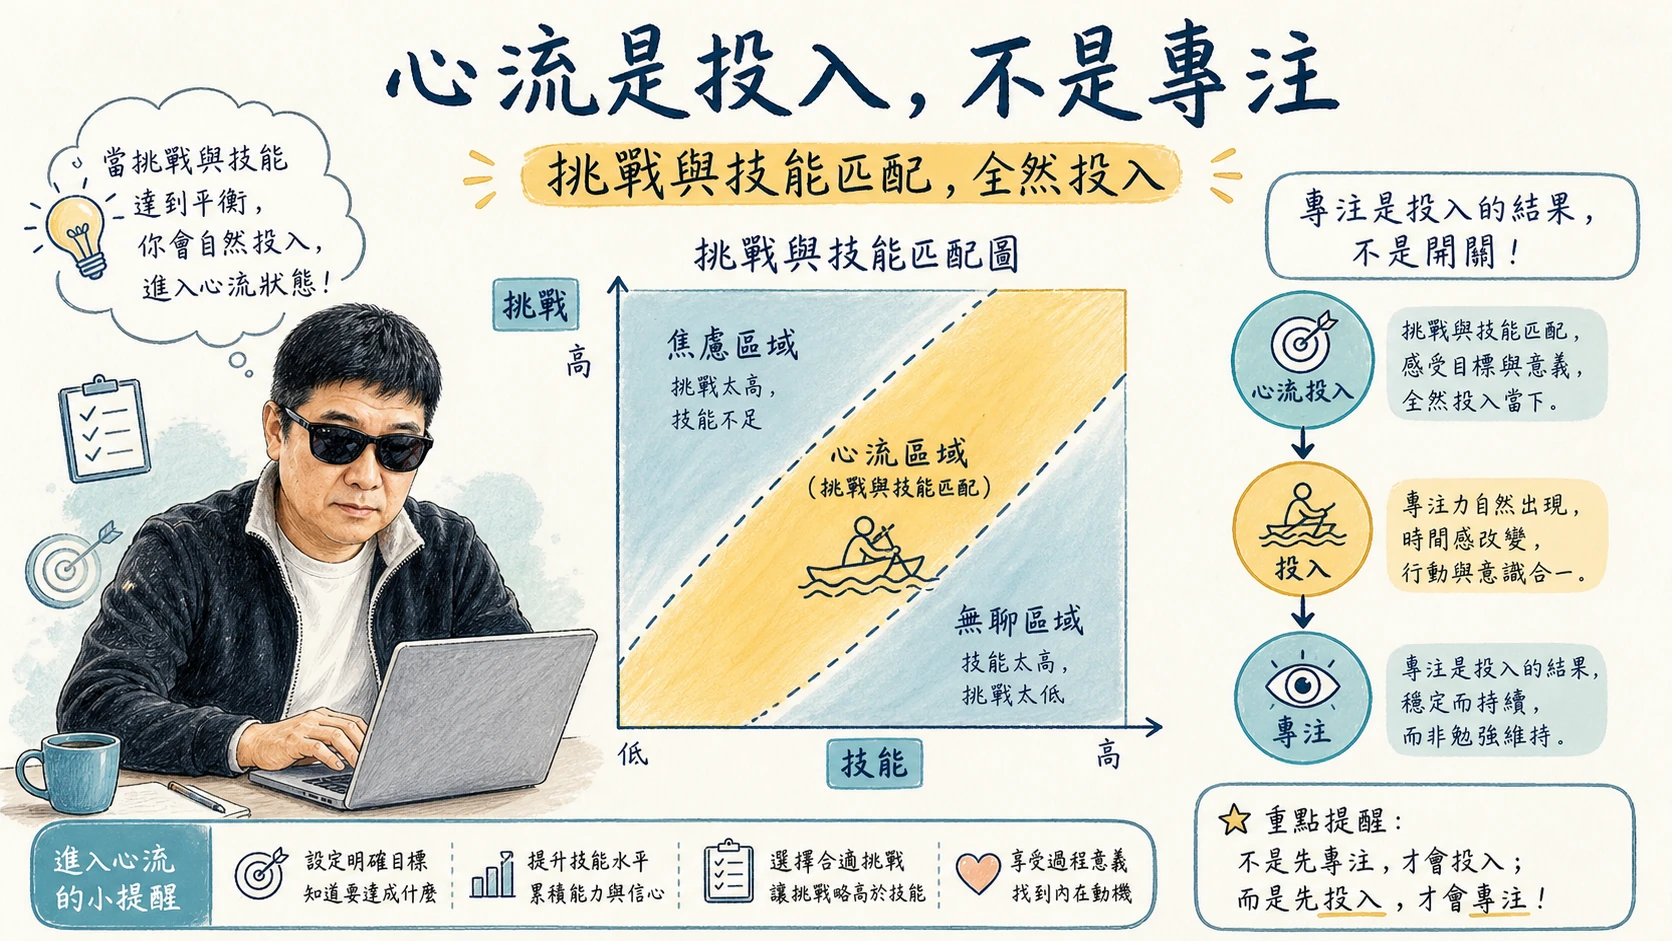 心流是投入，不是專注
挑戰與技能匹配，全然投入
當挑戰與技能
達到平衡，
你會自然投入，
進入心流狀態！
挑戰與技能匹配圖
挑戰
高
焦慮區域
挑戰太高，
技能不足
心流區域
（挑戰與技能匹配）
無聊區域
技能太高，
挑戰太低
低
技能
高
專注是投入的結果，
不是開關！
心流投入
挑戰與技能匹配，
感受目標與意義，
全然投入當下。
投入
專注力自然出現，
時間感改變，
行動與意識合一。
專注
專注是投入的結果，
穩定而持續，
而非勉強維持。
進入心流
的小提醒
設定明確目標
知道要達成什麼
提升技能水平
累積能力與信心
選擇合適挑戰
讓挑戰略高於技能
享受過程意義
找到內在動機
重點提醒：
不是先專注，才會投入；
而是先投入，才會專注！